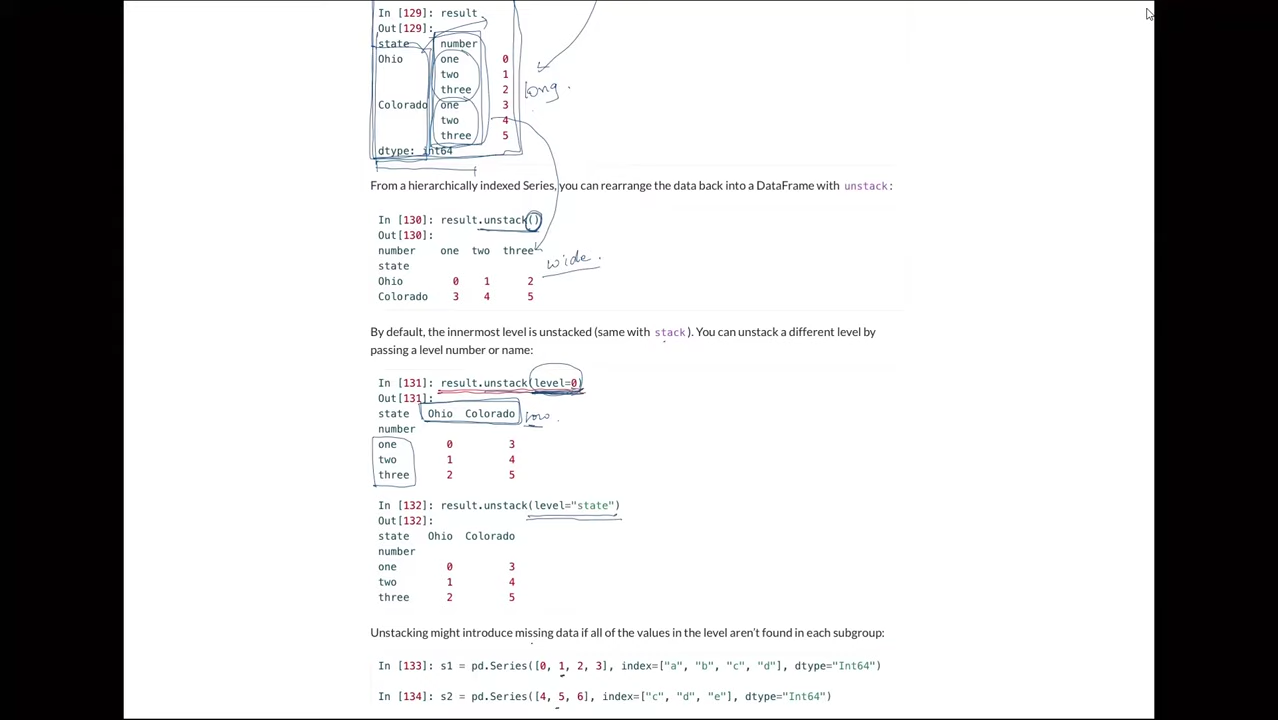 In [129]: result
Out[129]:
state     number
Ohio      one       0
          two       1
          three     2
long.
Colorado  one       3
          two       4
          three     5
dtype: int64
From a hierarchically indexed Series, you can rearrange the data back into a DataFrame with unstack:
In [130]: result.unstack()
Out[130]:
number    one  two  three
state
wide.
Ohio        0    1      2
Colorado    3    4      5
By default, the innermost level is unstacked (same with stack). You can unstack a different level by
passing a level number or name:
In [131]: result.unstack(level=0)
Out[131]:
state   Ohio  Colorado
number
one        0         3
two        1         4
three      2         5
In [132]: result.unstack(level="state")
Out[132]:
state   Ohio  Colorado
number
one        0         3
two        1         4
three      2         5
Unstacking might introduce missing data if all of the values in the level aren't found in each subgroup:
In [133]: s1 = pd.Series([0, 1, 2, 3], index=["a", "b", "c", "d"], dtype="Int64")
In [134]: s2 = pd.Series([4, 5, 6], index=["c", "d", "e"], dtype="Int64")